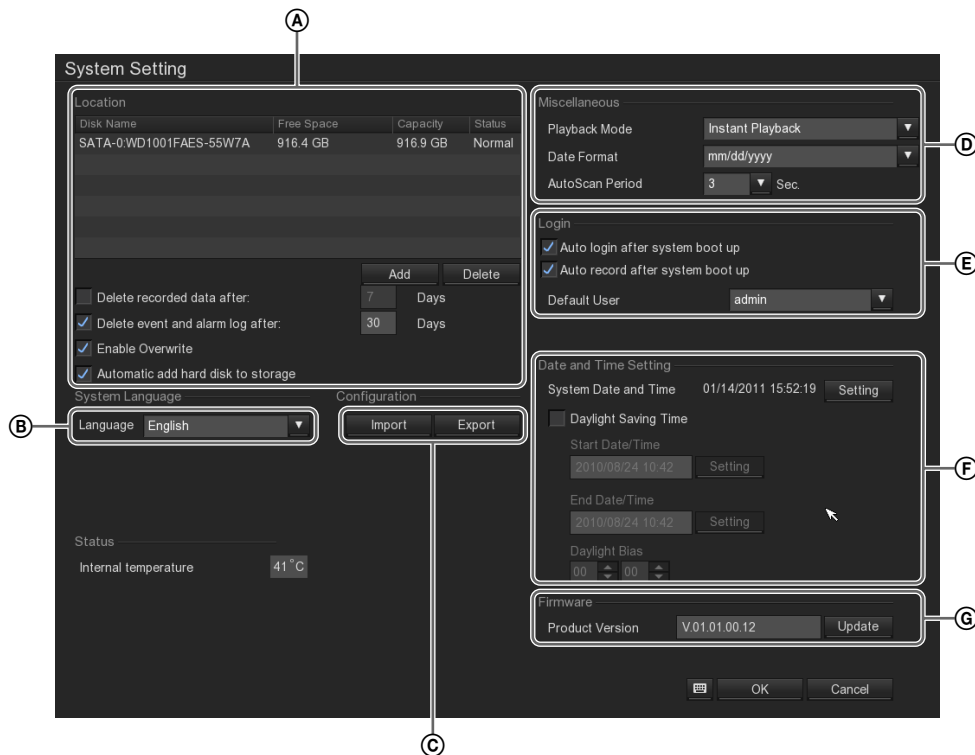 A
System Setting
Location
Disk Name Free Space Capacity Status
SATA-0:WD1001FAES-55W7A 916.4 GB 916.9 GB Normal
Add Delete
Delete recorded data after: 7 Days
Delete event and alarm log after: 30 Days
Enable Overwrite
Automatic add hard disk to storage
System Language
B
Language English
Configuration
Import Export
C
Status
Internal temperature 41°C
Miscellaneous
Playback Mode Instant Playback
Date Format mm/dd/yyyy
AutoScan Period 3 Sec.
D
Login
Auto login after system boot up
Auto record after system boot up
Default User admin
E
Date and Time Setting
System Date and Time 01/14/2011 15:52:19 Setting
Daylight Saving Time
Start Date/Time
2010/08/24 10:42 Setting
End Date/Time
2010/08/24 10:42 Setting
Daylight Bias
00 00
F
Firmware
Product Version V.01.01.00.12 Update
G
OK Cancel